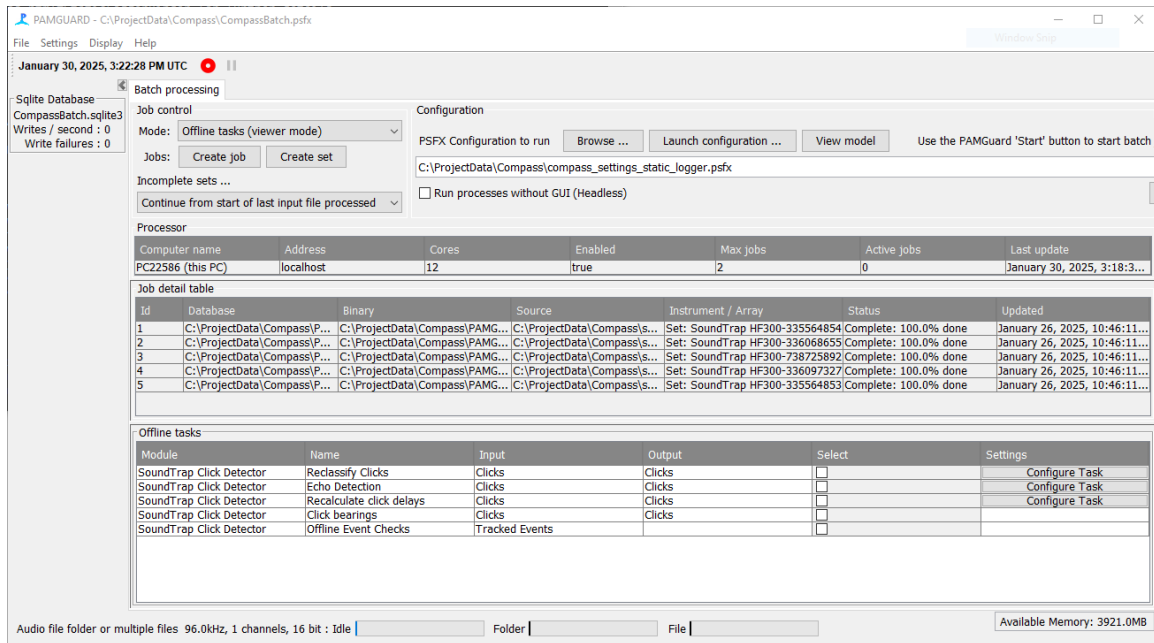 PAMGUARD - C:\ProjectData\Compass\CompassBatch.psfx
File Settings Display Help
Window Snip
January 30, 2025, 3:22:28 PM UTC
Sqlite Database
CompassBatch.sqlite3
Writes / second : 0
Write failures : 0
Batch processing
Job control
Mode: Offline tasks (viewer mode)
Jobs: Create job Create set
Incomplete sets ...
Continue from start of last input file processed
Configuration
PSFX Configuration to run Browse ... Launch configuration ... View model Use the PAMGuard 'Start' button to start batch
C:\ProjectData\Compass\compass_settings_static_logger.psfx
Run processes without GUI (Headless)
Processor
Computer name Address Cores Enabled Max jobs Active jobs Last update
PC22586 (this PC) localhost 12 true 2 0 January 30, 2025, 3:18:3...
Job detail table
Id Database Binary Source Instrument / Array Status Updated
1 C:\ProjectData\Compass\P... C:\ProjectData\Compass\PAMG... C:\ProjectData\Compass\s... Set: SoundTrap HF300-335564854 Complete: 100.0% done January 26, 2025, 10:46:11...
2 C:\ProjectData\Compass\P... C:\ProjectData\Compass\PAMG... C:\ProjectData\Compass\s... Set: SoundTrap HF300-336068655 Complete: 100.0% done January 26, 2025, 10:46:11...
3 C:\ProjectData\Compass\P... C:\ProjectData\Compass\PAMG... C:\ProjectData\Compass\s... Set: SoundTrap HF300-738725892 Complete: 100.0% done January 26, 2025, 10:46:11...
4 C:\ProjectData\Compass\P... C:\ProjectData\Compass\PAMG... C:\ProjectData\Compass\s... Set: SoundTrap HF300-336097327 Complete: 100.0% done January 26, 2025, 10:46:11...
5 C:\ProjectData\Compass\P... C:\ProjectData\Compass\PAMG... C:\ProjectData\Compass\s... Set: SoundTrap HF300-335564853 Complete: 100.0% done January 26, 2025, 10:46:11...
Offline tasks
Module Name Input Output Select Settings
SoundTrap Click Detector Reclassify Clicks Clicks Clicks Configure Task
SoundTrap Click Detector Echo Detection Clicks Clicks Configure Task
SoundTrap Click Detector Recalculate click delays Clicks Clicks Configure Task
SoundTrap Click Detector Click bearings Clicks Clicks
SoundTrap Click Detector Offline Event Checks Tracked Events
Audio file folder or multiple files 96.0kHz, 1 channels, 16 bit : Idle Folder File Available Memory: 3921.0MB